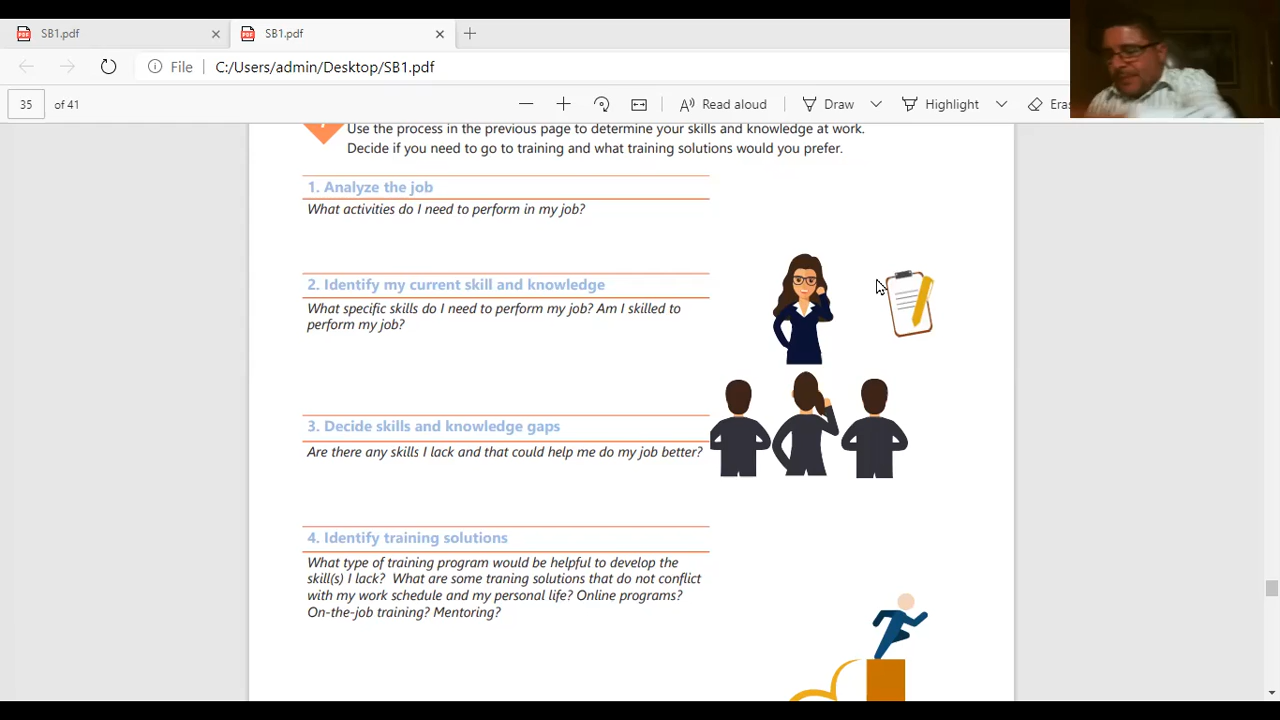 SB1.pdf
SB1.pdf
File C:/Users/admin/Desktop/SB1.pdf
35 of 41 Read aloud Draw Highlight
Use the process in the previous page to determine your skills and knowledge at work.
Decide if you need to go to training and what training solutions would you prefer.
1. Analyze the job
What activities do I need to perform in my job?
2. Identify my current skill and knowledge
What specific skills do I need to perform my job? Am I skilled to
perform my job?
3. Decide skills and knowledge gaps
Are there any skills I lack and that could help me do my job better?
4. Identify training solutions
What type of training program would be helpful to develop the
skill(s) I lack? What are some traning solutions that do not conflict
with my work schedule and my personal life? Online programs?
On-the-job training? Mentoring?